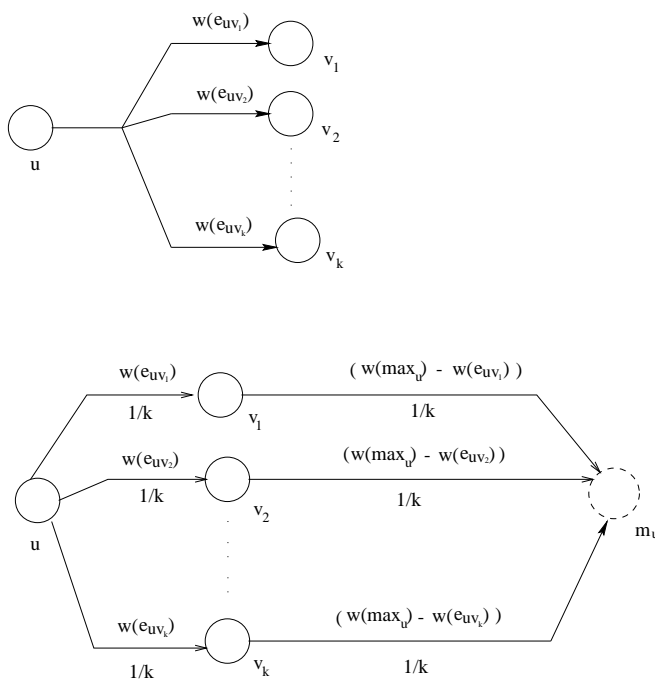 w(e_{uv_1})
v_1
w(e_{uv_2})
v_2
u
w(e_{uv_k})
v_k
w(e_{uv_1}) (w(max_u) - w(e_{uv_1}))
1/k v_1 1/k
w(e_{uv_2}) (w(max_u) - w(e_{uv_2}))
1/k v_2 1/k
u m_u
w(e_{uv_k}) (w(max_u) - w(e_{uv_k}))
1/k v_k 1/k